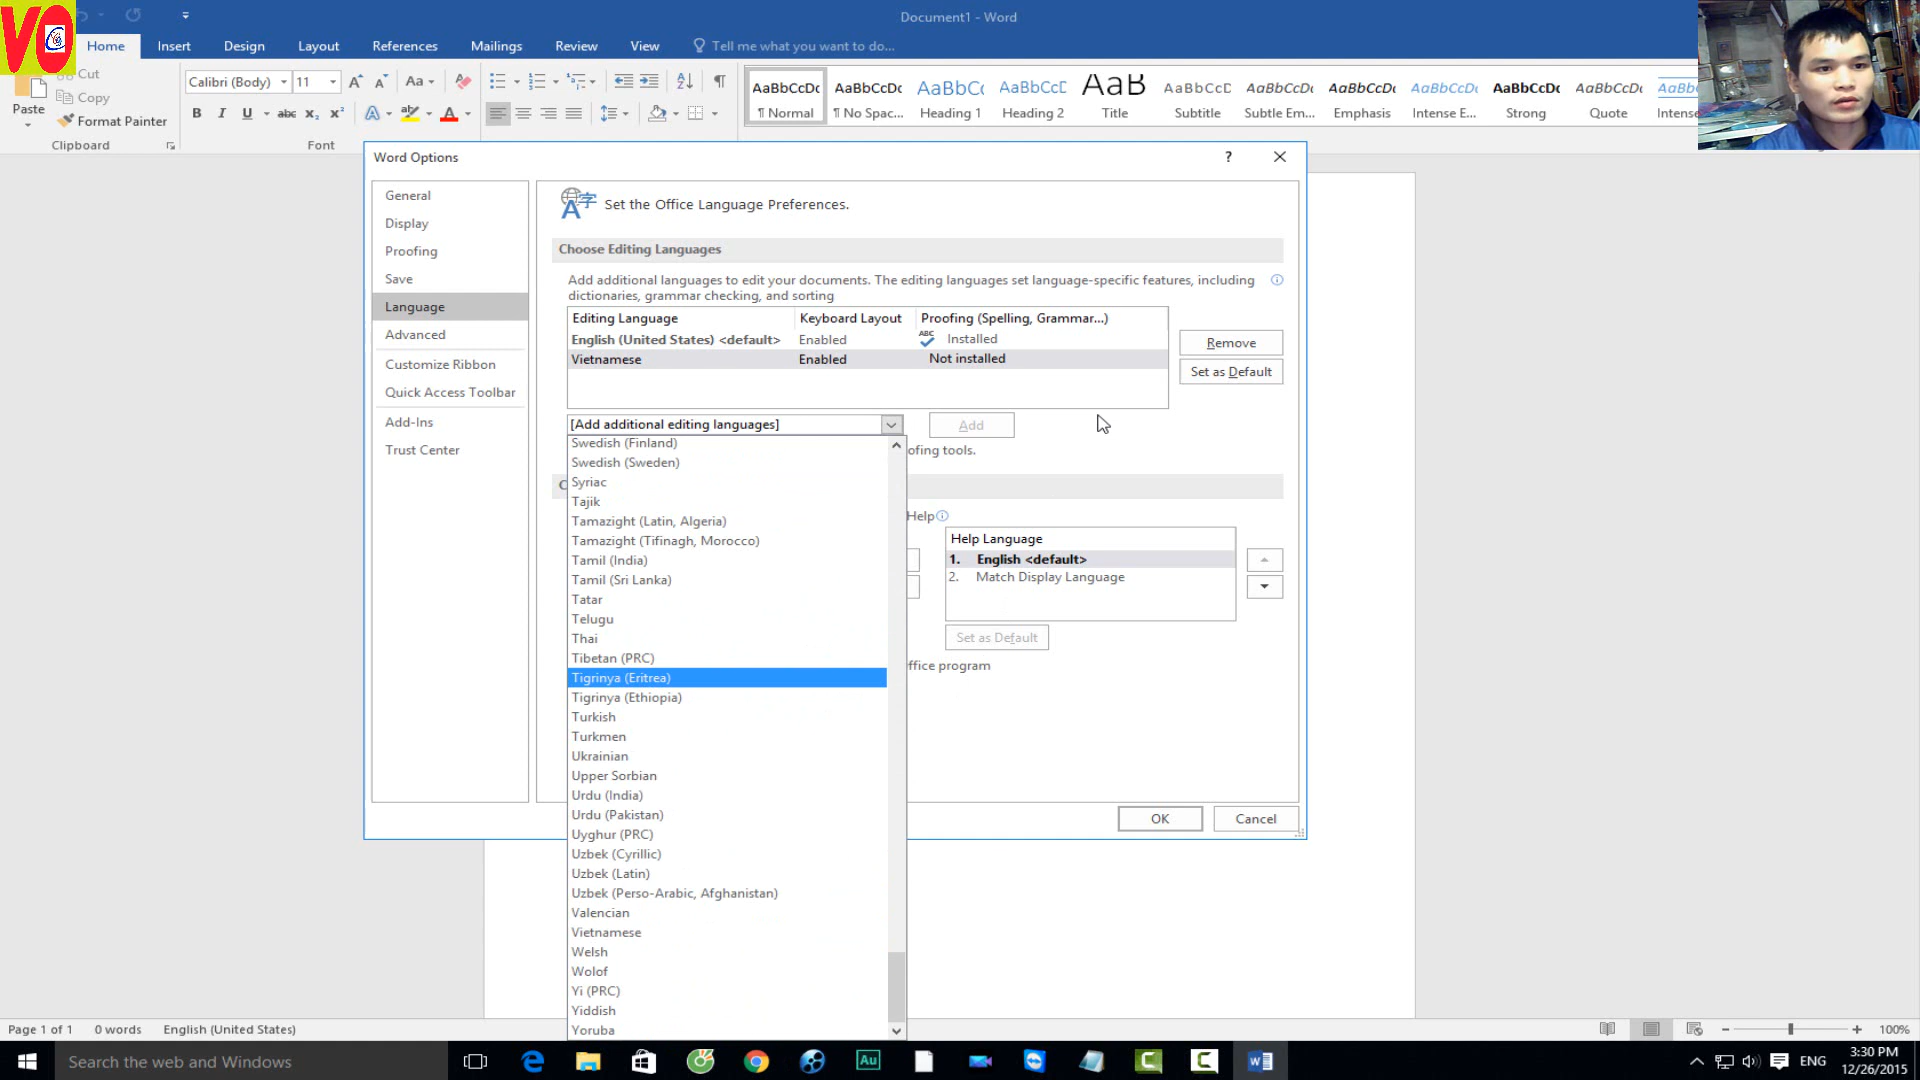 VO
Document1 - Word
Home Insert Design Layout References Mailings Review View Tell me what you want to do...
Cut
Copy
Paste
Format Painter
Clipboard
Calibri (Body) 11 Aa
B I U abc x₂ x² A A
Font
AaBbCcDc AaBbCcDc AaBbCc AaBbCcD AaB AaBbCcD AaBbCcDc AaBbCcDc AaBbCcDc AaBbCcDc AaBbCcDc
¶ Normal ¶ No Spac... Heading 1 Heading 2 Title Subtitle Subtle Em... Emphasis Intense E... Strong Quote Intense
Word Options
?
General
Display
Proofing
Save
Language
Advanced
Customize Ribbon
Quick Access Toolbar
Add-Ins
Trust Center
Set the Office Language Preferences.
Choose Editing Languages
Add additional languages to edit your documents. The editing languages set language-specific features, including
dictionaries, grammar checking, and sorting
Editing Language Keyboard Layout Proofing (Spelling, Grammar...)
English (United States) <default> Enabled ABC Installed
Vietnamese Enabled Not installed
Remove
Set as Default
[Add additional editing languages] Add
Swedish (Finland)
Swedish (Sweden)
Syriac
Tajik
Tamazight (Latin, Algeria)
Tamazight (Tifinagh, Morocco)
Tamil (India)
Tamil (Sri Lanka)
Tatar
Telugu
Thai
Tibetan (PRC)
Tigrinya (Eritrea)
Tigrinya (Ethiopia)
Turkish
Turkmen
Ukrainian
Upper Sorbian
Urdu (India)
Urdu (Pakistan)
Uyghur (PRC)
Uzbek (Cyrillic)
Uzbek (Latin)
Uzbek (Perso-Arabic, Afghanistan)
Valencian
Vietnamese
Welsh
Wolof
Yi (PRC)
Yiddish
Yoruba
ofing tools.
Help
Help Language
1. English <default>
2. Match Display Language
Set as Default
ffice program
OK Cancel
Page 1 of 1 0 words English (United States) 100%
Search the web and Windows
Au
ENG
3:30 PM
12/26/2015